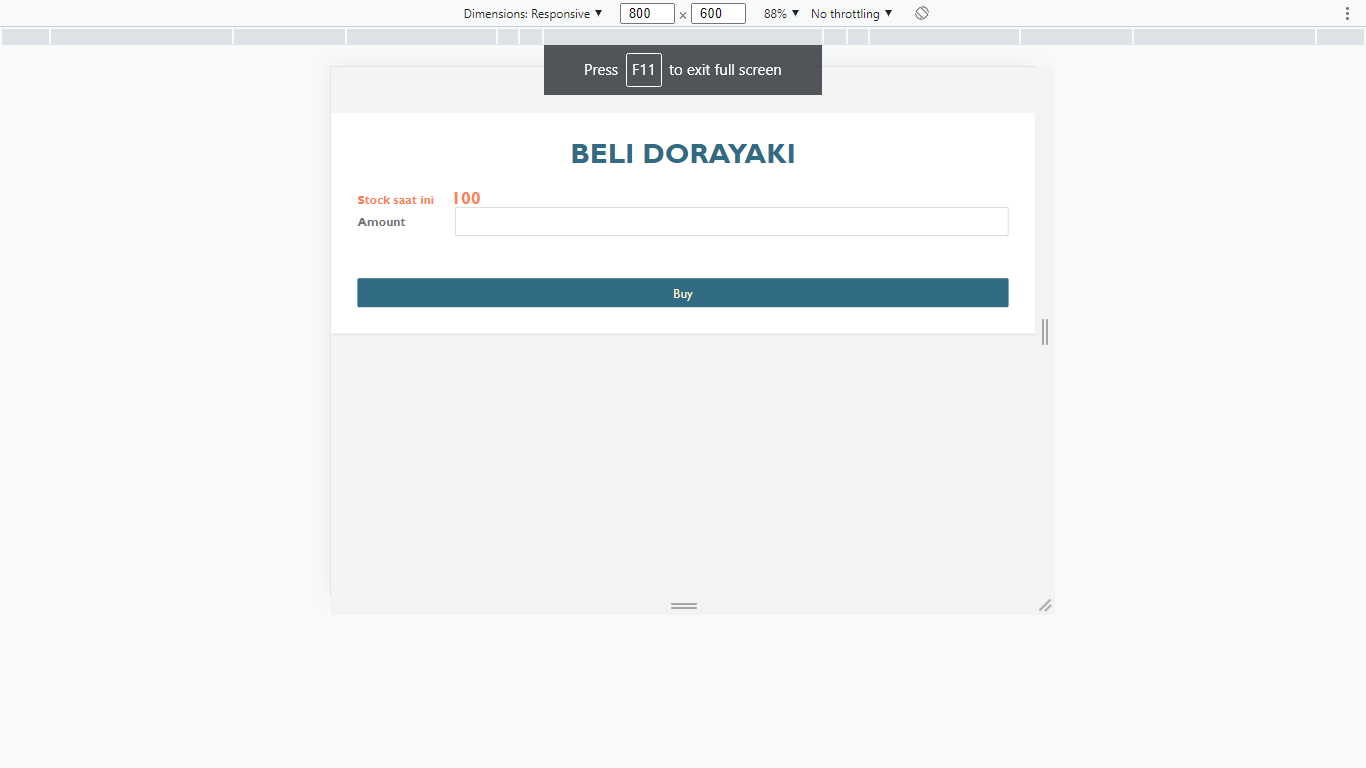 Dimensions: Responsive ▼ 800 × 600 88% ▼ No throttling ▼
Press F11 to exit full screen
BELI DORAYAKI
Stock saat ini 100
Amount
Buy